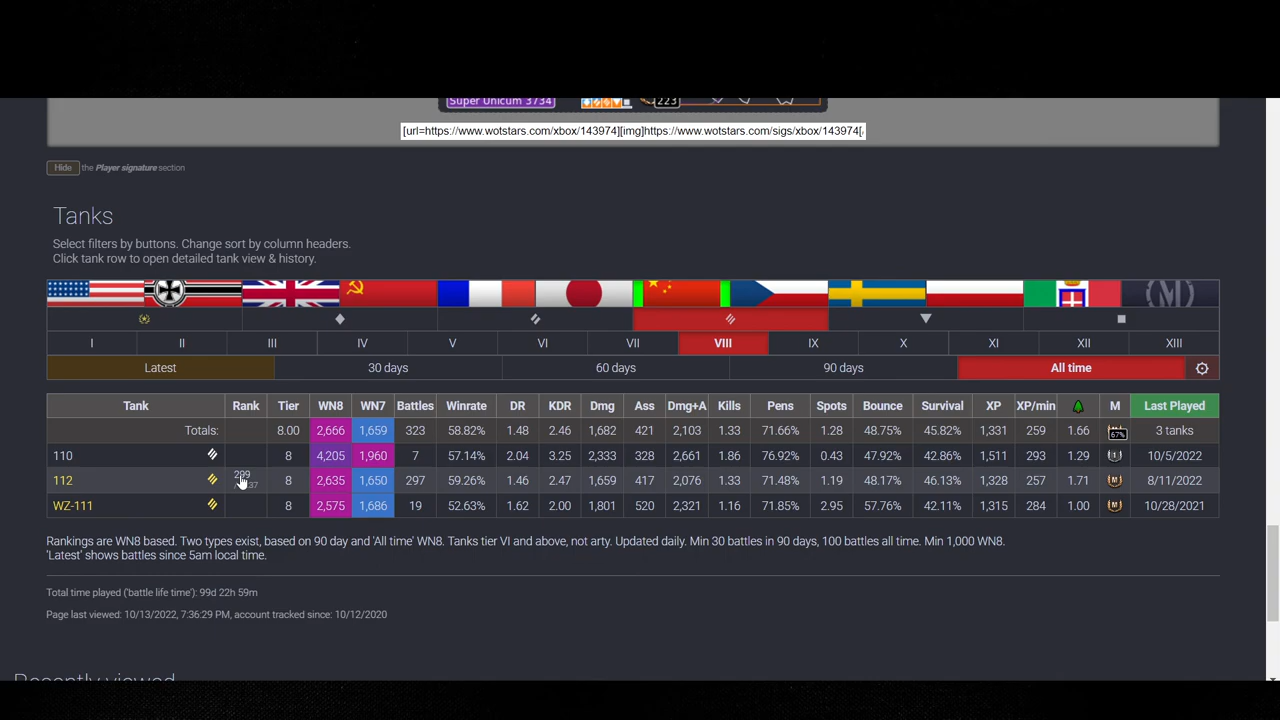 Super Unicum 3734 223
[url=https://www.wotstars.com/xbox/143974][img]https://www.wotstars.com/sigs/xbox/143974[/
Hide the Player signature section
Tanks
Select filters by buttons. Change sort by column headers.
Click tank row to open detailed tank view & history.
I II III IV V VI VII VIII IX X XI XII XIII
Latest 30 days 60 days 90 days All time
Tank Rank Tier WN8 WN7 Battles Winrate DR KDR Dmg Ass Dmg+A Kills Pens Spots Bounce Survival XP XP/min M Last Played
Totals: 8.00 2,666 1,659 323 58.82% 1.48 2.46 1,682 421 2,103 1.33 71.66% 1.28 48.75% 45.82% 1,331 259 1.66 67% 3 tanks
110 8 4,205 1,960 7 57.14% 2.04 3.25 2,333 328 2,661 1.86 76.92% 0.43 47.92% 42.86% 1,511 293 1.29 10/5/2022
112 299 8 2,635 1,650 297 59.26% 1.46 2.47 1,659 417 2,076 1.33 71.48% 1.19 48.17% 46.13% 1,328 257 1.71 M 8/11/2022
WZ-111 8 2,575 1,686 19 52.63% 1.62 2.00 1,801 520 2,321 1.16 71.85% 2.95 57.76% 42.11% 1,315 284 1.00 M 10/28/2021
Rankings are WN8 based. Two types exist, based on 90 day and 'All time' WN8. Tanks tier VI and above, not arty. Updated daily. Min 30 battles in 90 days, 100 battles all time. Min 1,000 WN8.
'Latest' shows battles since 5am local time.
Total time played ('battle life time'): 99d 22h 59m
Page last viewed: 10/13/2022, 7:36:29 PM, account tracked since: 10/12/2020
Recently viewed